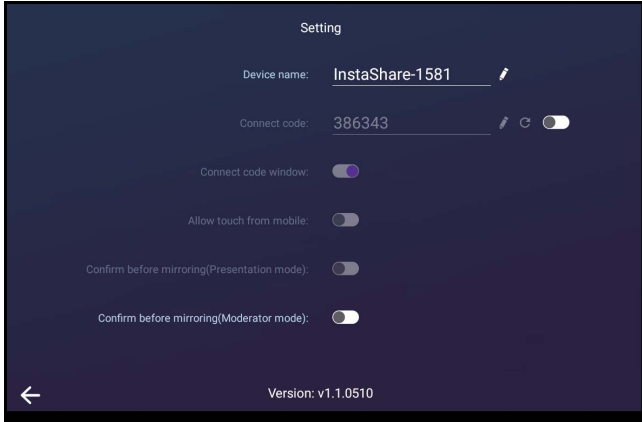 Setting
Device name: InstaShare-1581
Connect code: 386343
Connect code window:
Allow touch from mobile:
Confirm before mirroring(Presentation mode):
Confirm before mirroring(Moderator mode):
Version: v1.1.0510